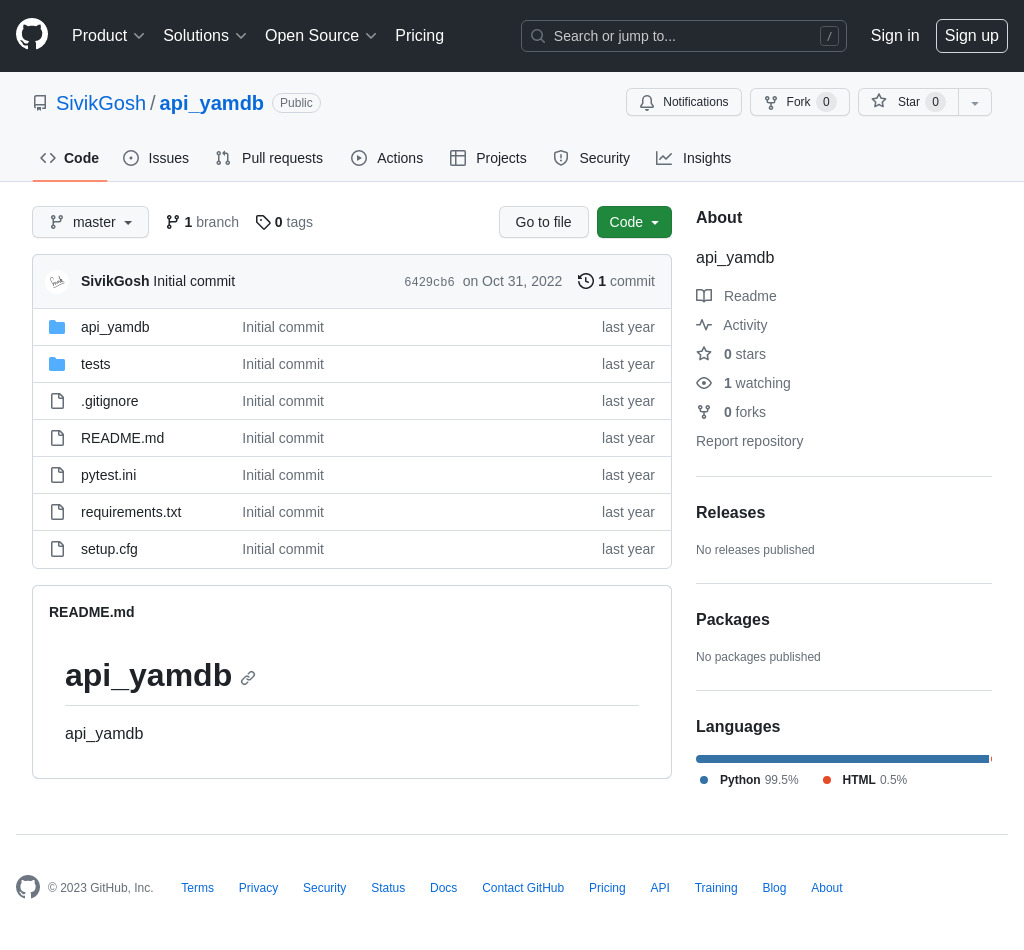 Product Solutions Open Source Pricing Search or jump to... / Sign in Sign up
SivikGosh / api_yamdb Public Notifications Fork 0 Star 0
Code Issues Pull requests Actions Projects Security Insights
master 1 branch 0 tags Go to file Code
SivikGosh Initial commit 6429cb6 on Oct 31, 2022 1 commit
api_yamdb Initial commit last year
tests Initial commit last year
.gitignore Initial commit last year
README.md Initial commit last year
pytest.ini Initial commit last year
requirements.txt Initial commit last year
setup.cfg Initial commit last year
README.md
api_yamdb
api_yamdb
About
api_yamdb
Readme
Activity
0 stars
1 watching
0 forks
Report repository
Releases
No releases published
Packages
No packages published
Languages
Python 99.5% HTML 0.5%
© 2023 GitHub, Inc. Terms Privacy Security Status Docs Contact GitHub Pricing API Training Blog About